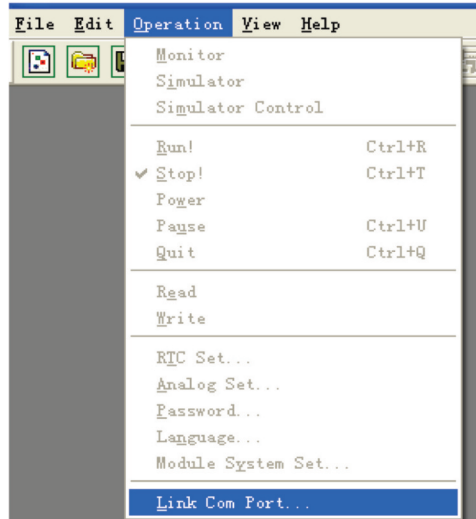 File Edit Operation View Help
Monitor
Simulator
Simulator Control
Run! Ctrl+R
Stop! Ctrl+T
Power
Pause Ctrl+U
Quit Ctrl+Q
Read
Write
RTC Set...
Analog Set...
Password...
Language...
Module System Set...
Link Com Port...